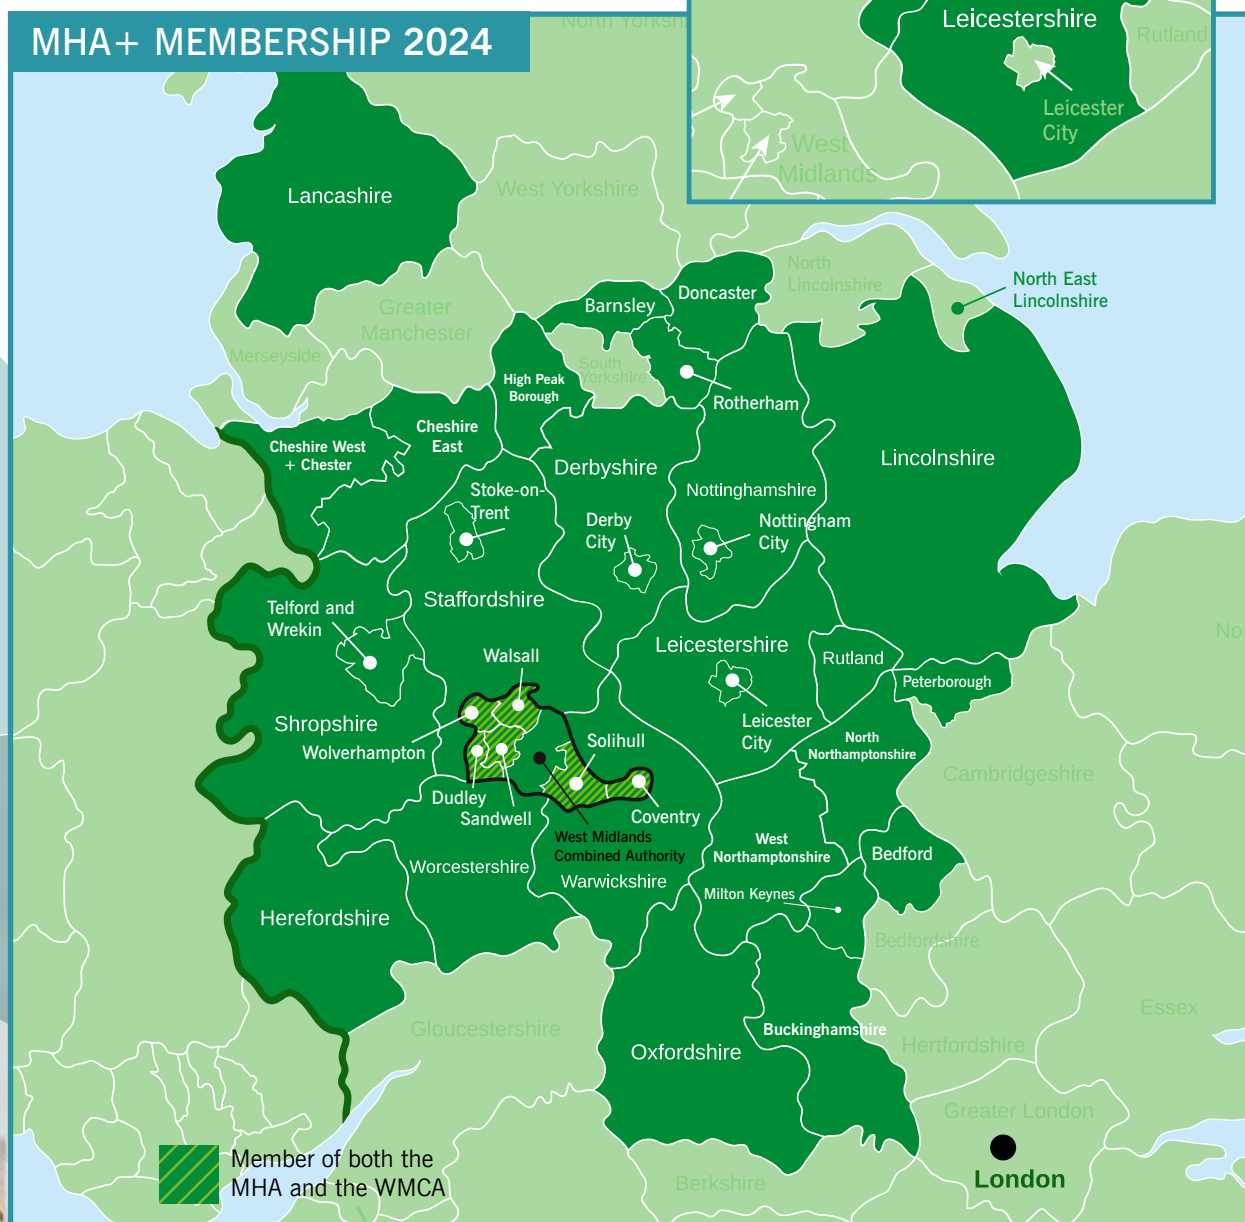 MHA+ MEMBERSHIP 2024
North Yorksh
Leicestershire
Rutland
Leicester
City
West
Midlands
Lancashire
West Yorkshire
North
Lincolnshire
North East
Lincolnshire
Greater
Manchester
Merseyside
Barnsley
Doncaster
South
Yorkshire
High Peak
Borough
Rotherham
Cheshire West
+ Chester
Cheshire
East
Derbyshire
Lincolnshire
Stoke-on-
Trent
Nottinghamshire
Derby
City
Nottingham
City
Telford and
Wrekin
Staffordshire
Walsall
Leicestershire
Rutland
Peterborough
No
Shropshire
Wolverhampton
Solihull
Leicester
City
North
Northamptonshire
Cambridgeshire
Dudley
Sandwell
Coventry
West Midlands
Combined Authority
West
Northamptonshire
Bedford
Worcestershire
Warwickshire
Milton Keynes
Herefordshire
Bedfordshire
Gloucestershire
Oxfordshire
Buckinghamshire
Hertfordshire
Essex
Greater London
London
Berkshire
Member of both the
MHA and the WMCA